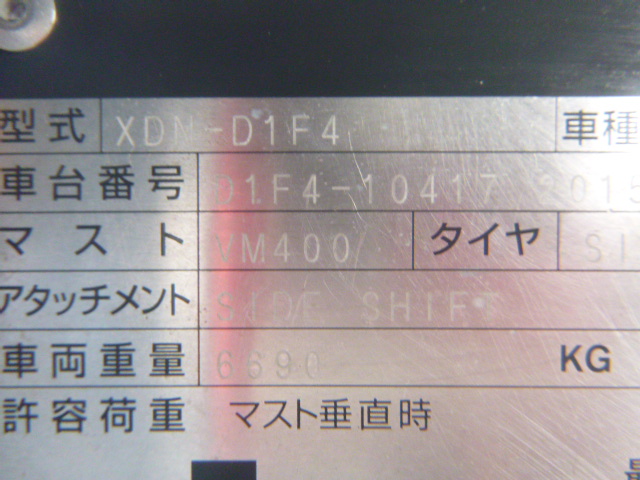 型式 XDN-D1F4 車種
車台番号 D1F4-10417 2015
マスト VM400 タイヤ SI
アタッチメント SIDE SHIFT
車両重量 6690 KG
許容荷重 マスト垂直時